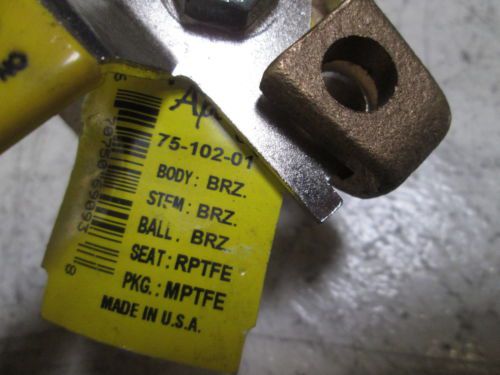 75-102-01
BODY: BRZ.
STEM: BRZ.
BALL: BRZ.
SEAT: RPTFE
PKG.: MPTFE
MADE IN U.S.A.